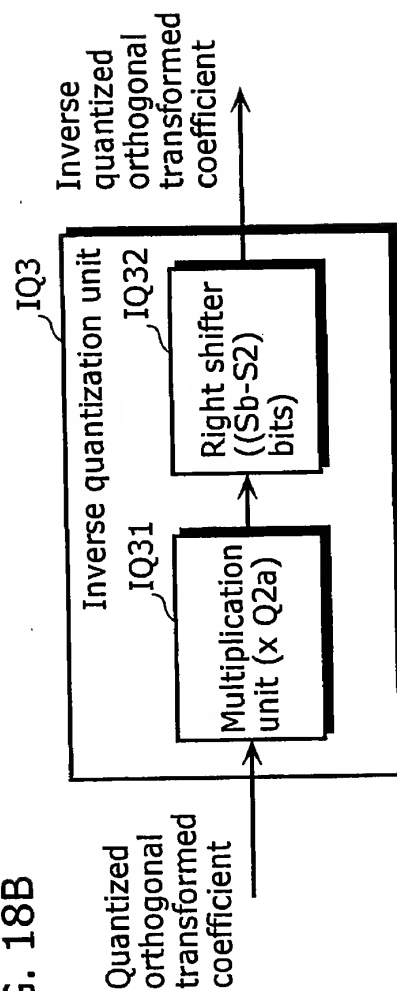 G. 18B
Quantized
orthogonal
transformed
coefficient
Inverse quantization unit
IQ3
IQ31
Multiplication
unit (x Q2a)
IQ32
Right shifter
((Sb-S2)
bits)
Inverse
quantized
orthogonal
transformed
coefficient